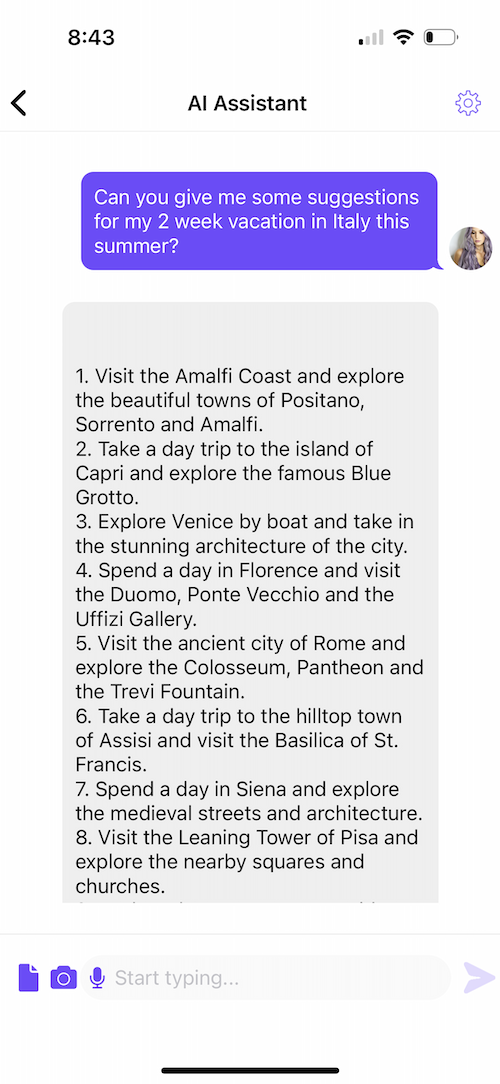 8:43
AI Assistant
Can you give me some suggestions
for my 2 week vacation in Italy this
summer?
1. Visit the Amalfi Coast and explore
the beautiful towns of Positano,
Sorrento and Amalfi.
2. Take a day trip to the island of
Capri and explore the famous Blue
Grotto.
3. Explore Venice by boat and take in
the stunning architecture of the city.
4. Spend a day in Florence and visit
the Duomo, Ponte Vecchio and the
Uffizi Gallery.
5. Visit the ancient city of Rome and
explore the Colosseum, Pantheon and
the Trevi Fountain.
6. Take a day trip to the hilltop town
of Assisi and visit the Basilica of St.
Francis.
7. Spend a day in Siena and explore
the medieval streets and architecture.
8. Visit the Leaning Tower of Pisa and
explore the nearby squares and
churches.
Start typing...